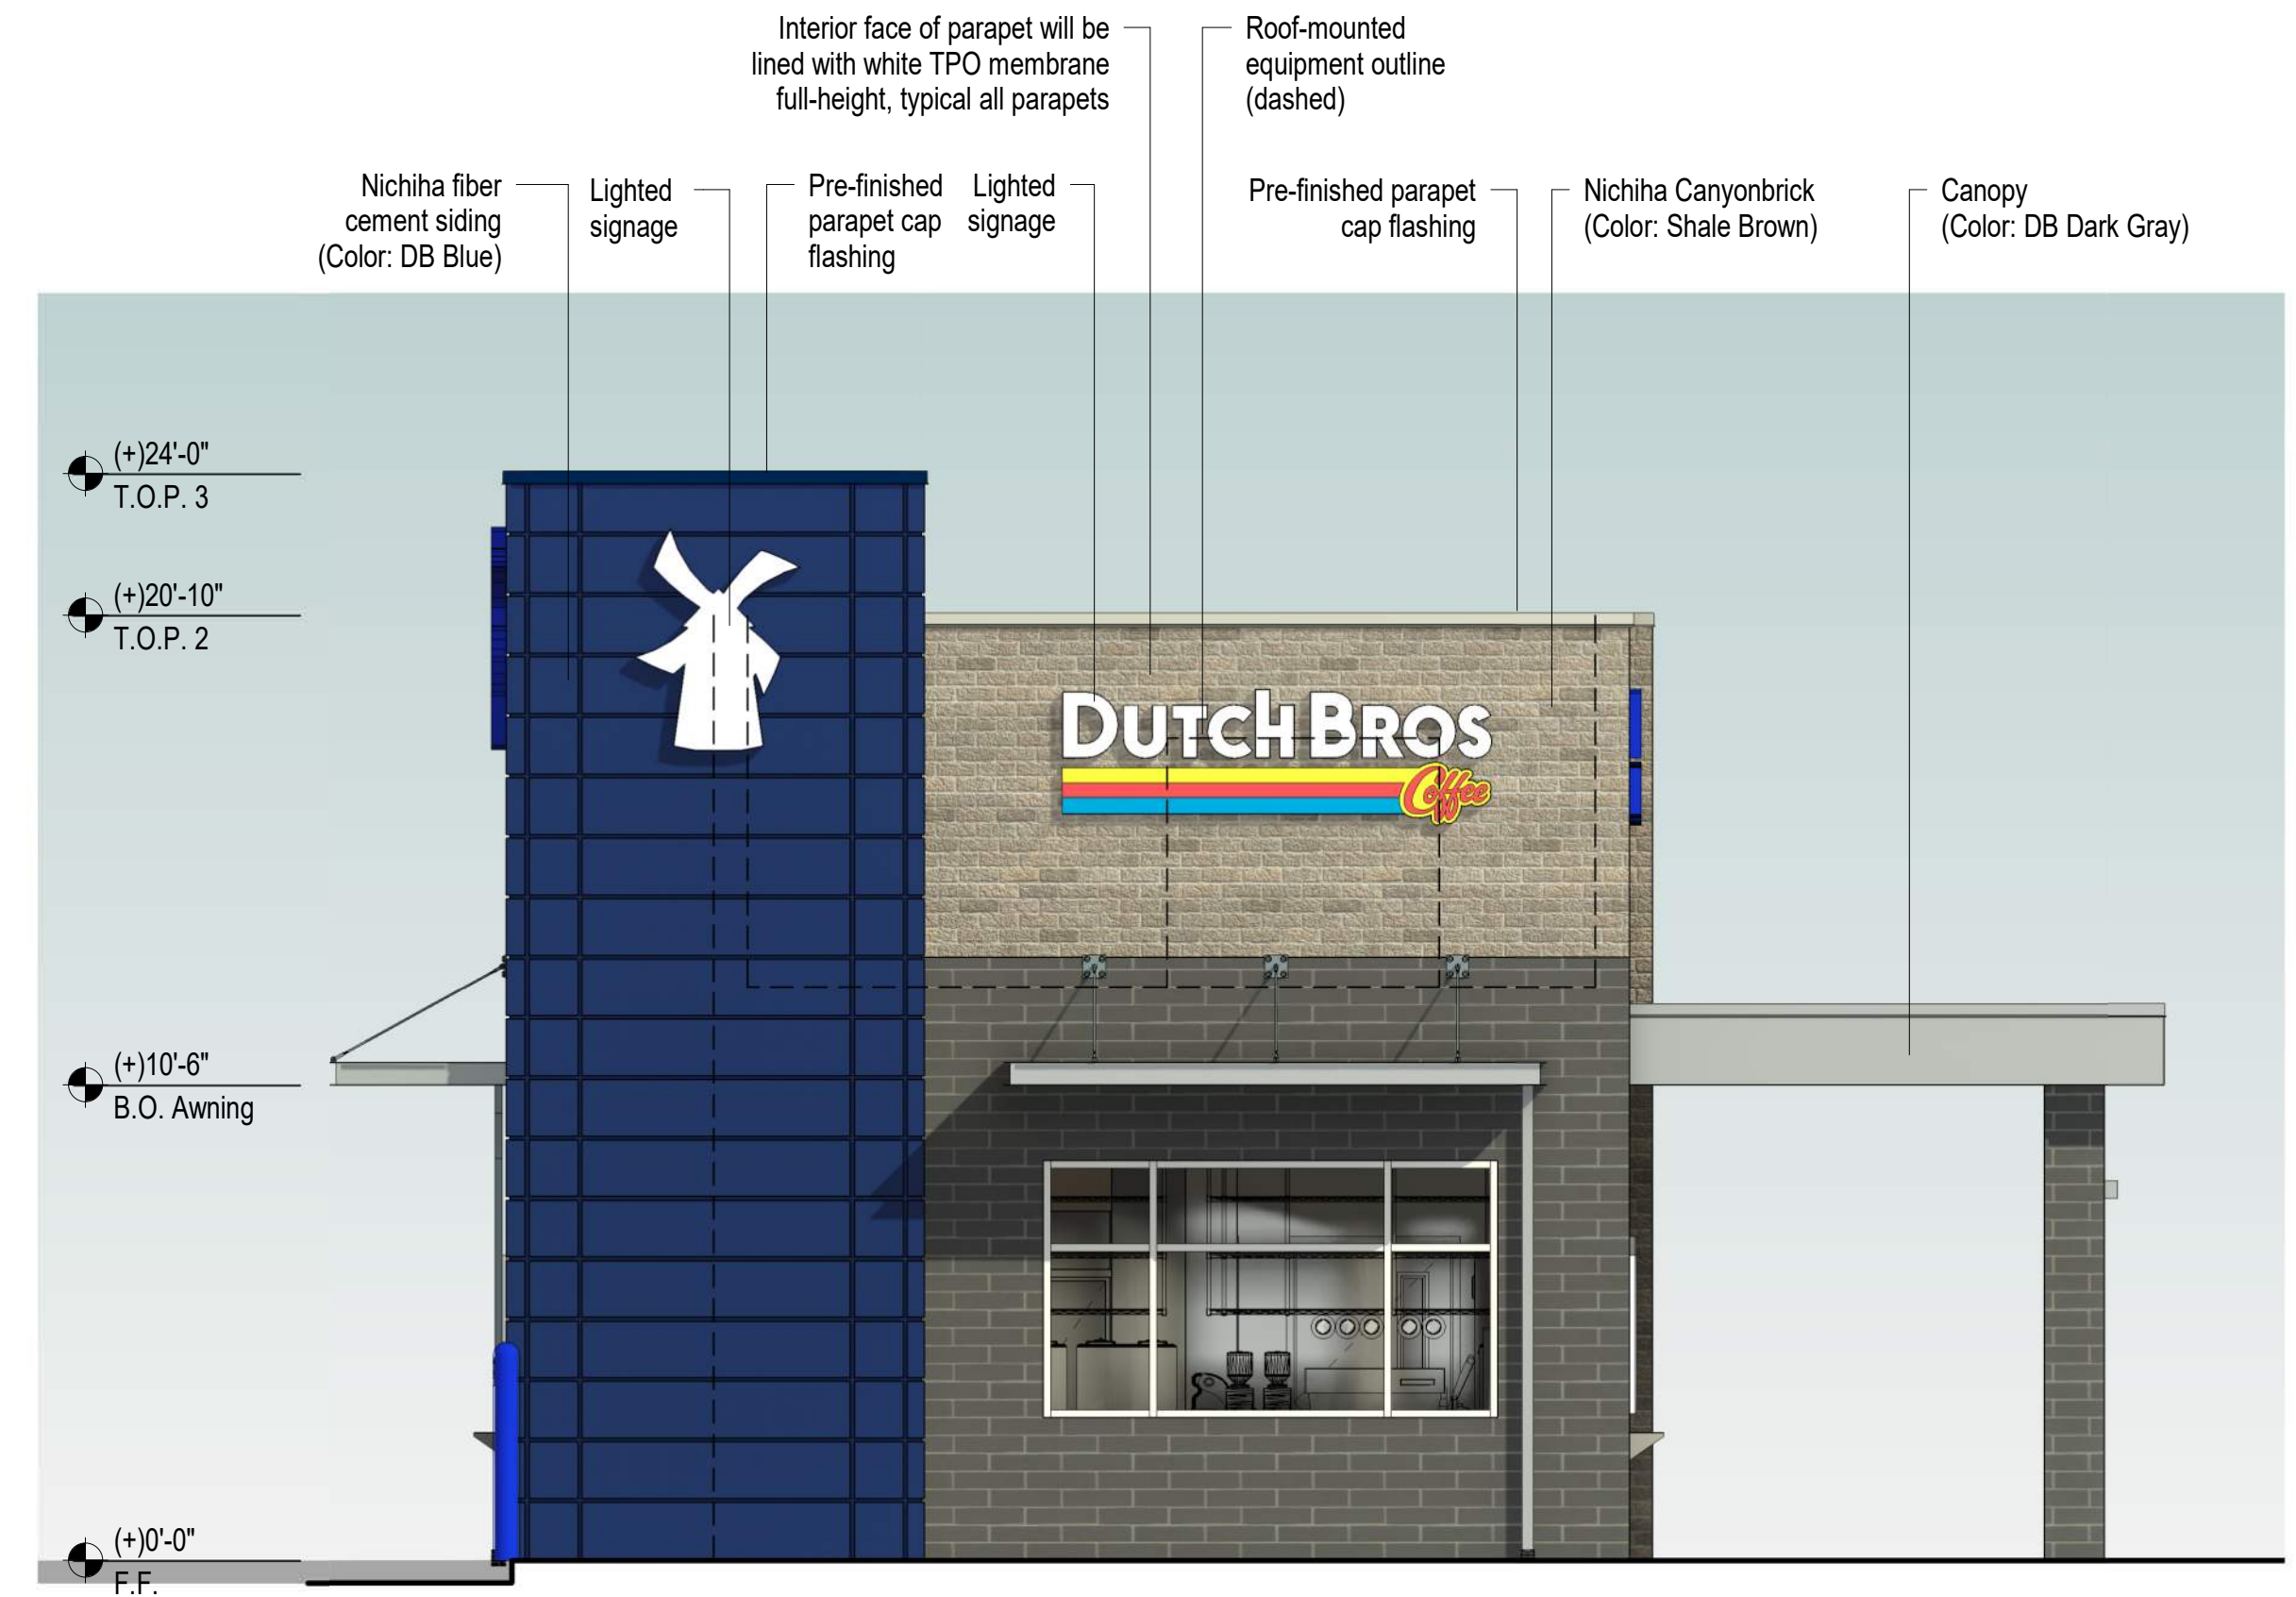 Interior face of parapet will be
lined with white TPO membrane
full-height, typical all parapets
Roof-mounted
equipment outline
(dashed)
Nichiha fiber
cement siding
(Color: DB Blue)
Lighted
signage
Pre-finished
parapet cap
flashing
Lighted
signage
Pre-finished parapet
cap flashing
Nichiha Canyonbrick
(Color: Shale Brown)
Canopy
(Color: DB Dark Gray)
(+)24'-0"
T.O.P. 3
(+)20'-10"
T.O.P. 2
DUTCH BROS
Coffee
(+)10'-6"
B.O. Awning
(+)0'-0"
F.F.